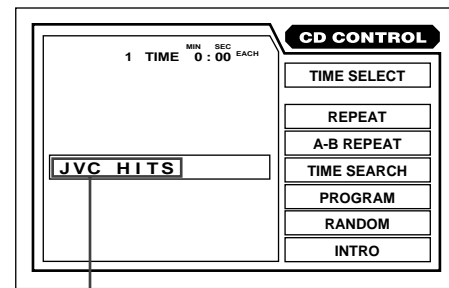 CD CONTROL
MIN SEC
1 TIME 0 : 00 EACH
TIME SELECT
REPEAT
A-B REPEAT
JVC HITS
TIME SEARCH
PROGRAM
RANDOM
INTRO